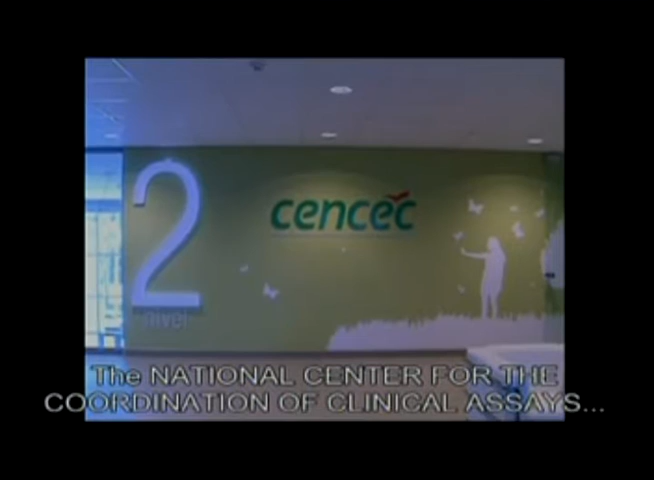 2
nivel
cencec
The NATIONAL CENTER FOR THE
COORDINATION OF CLINICAL ASSAYS...